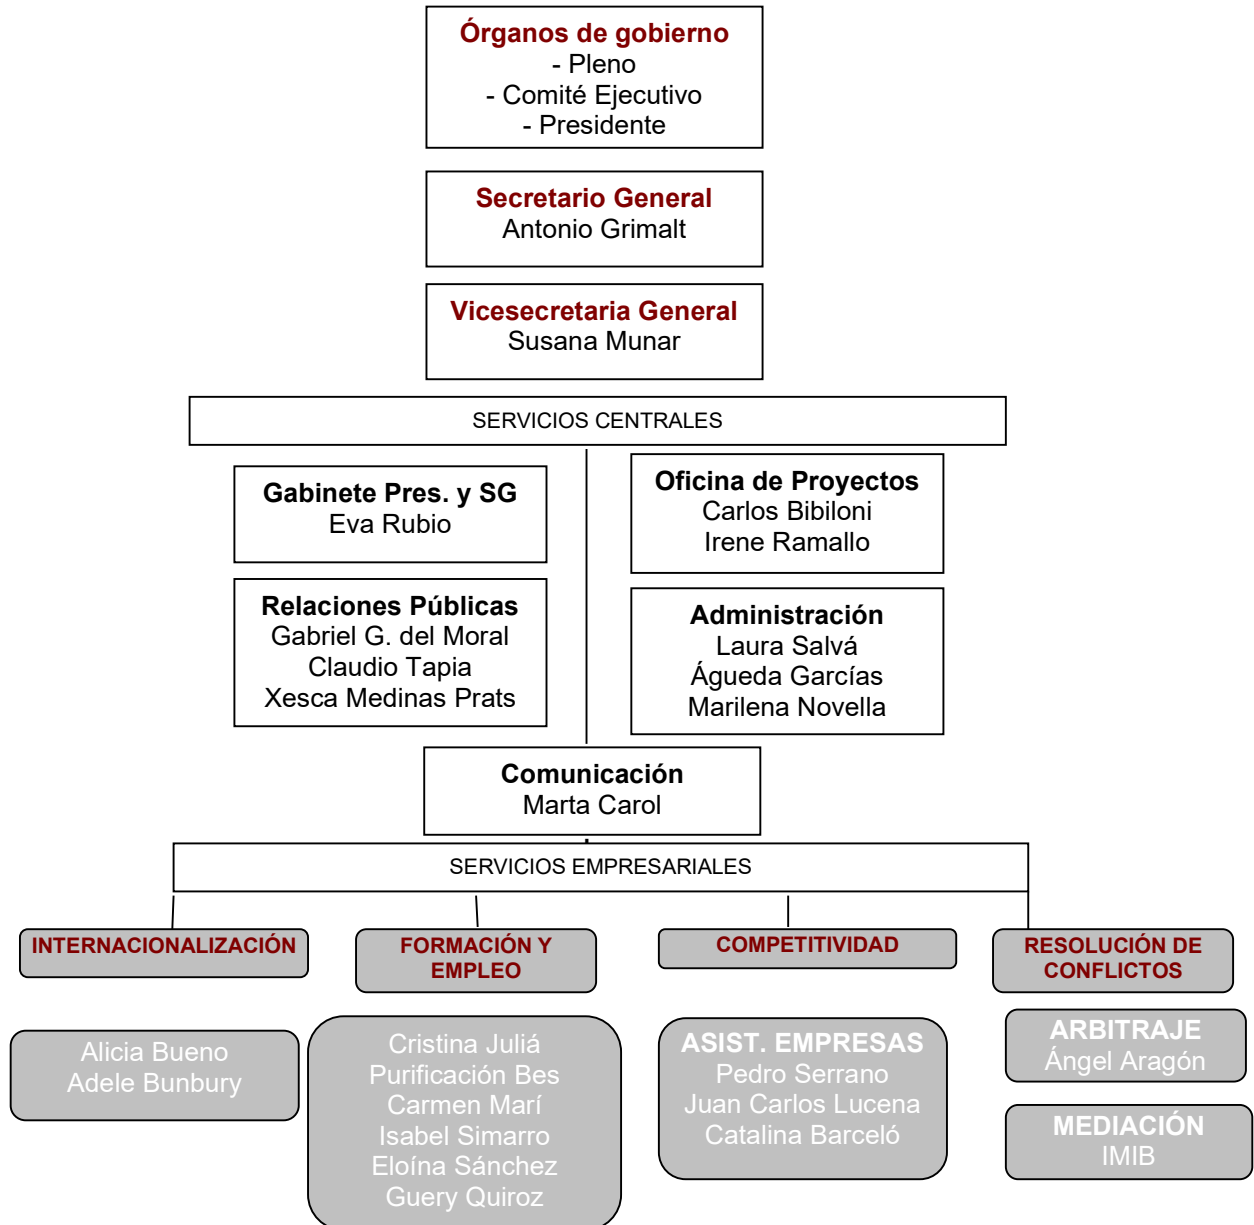 Órganos de gobierno
- Pleno
- Comité Ejecutivo
- Presidente
Secretario General
Antonio Grimalt
Vicesecretaria General
Susana Munar
SERVICIOS CENTRALES
Gabinete Pres. y SG
Eva Rubio
Oficina de Proyectos
Carlos Bibiloni
Irene Ramallo
Relaciones Públicas
Gabriel G. del Moral
Claudio Tapia
Xesca Medinas Prats
Administración
Laura Salvá
Águeda Garcías
Marilena Novella
Comunicación
Marta Carol
SERVICIOS EMPRESARIALES
INTERNACIONALIZACIÓN
Alicia Bueno
Adele Bunbury
FORMACIÓN Y
EMPLEO
Cristina Juliá
Purificación Bes
Carmen Marí
Isabel Simarro
Eloína Sánchez
Guery Quiroz
COMPETITIVIDAD
ASIST. EMPRESAS
Pedro Serrano
Juan Carlos Lucena
Catalina Barceló
RESOLUCIÓN DE
CONFLICTOS
ARBITRAJE
Ángel Aragón
MEDIACIÓN
IMIB